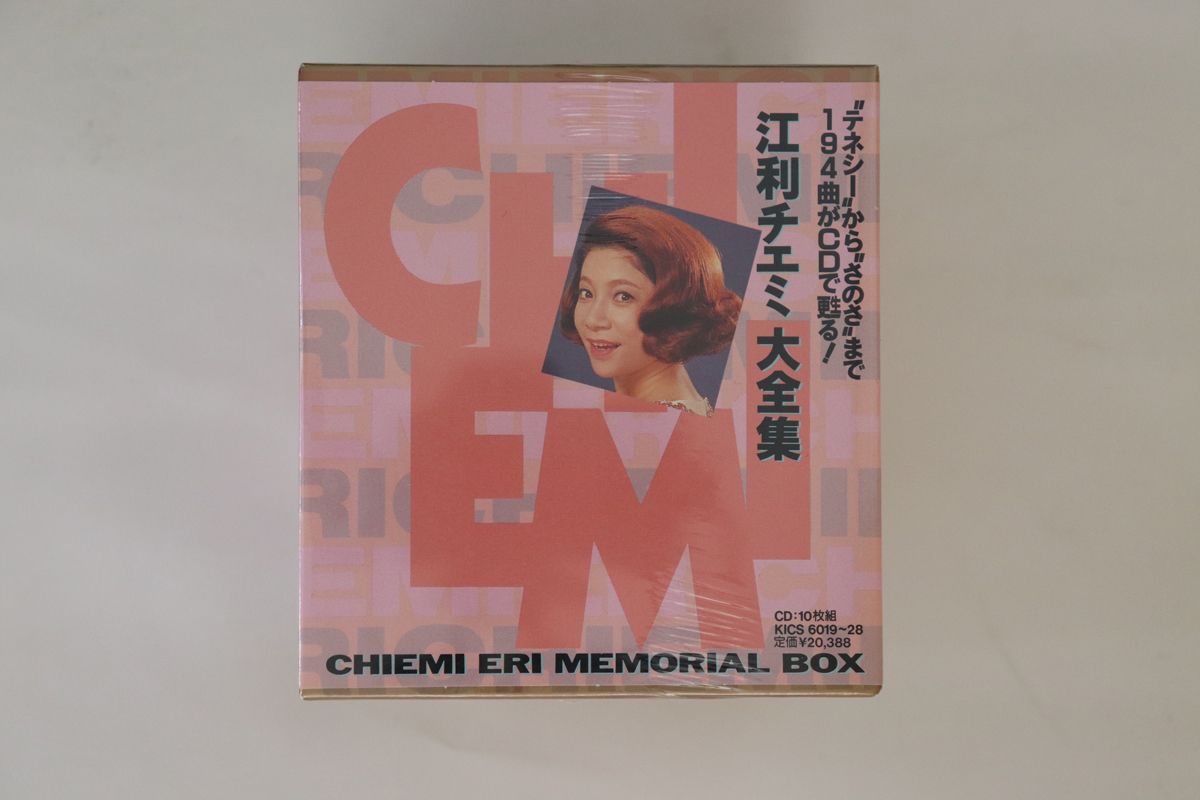 "テネシー"から"さのさ"まで
194曲がCDで甦る!
江利チエミ 大全集
CHIEMI
CD:10枚組
KICS 6019~28
定価¥20,388
CHIEMI ERI MEMORIAL BOX